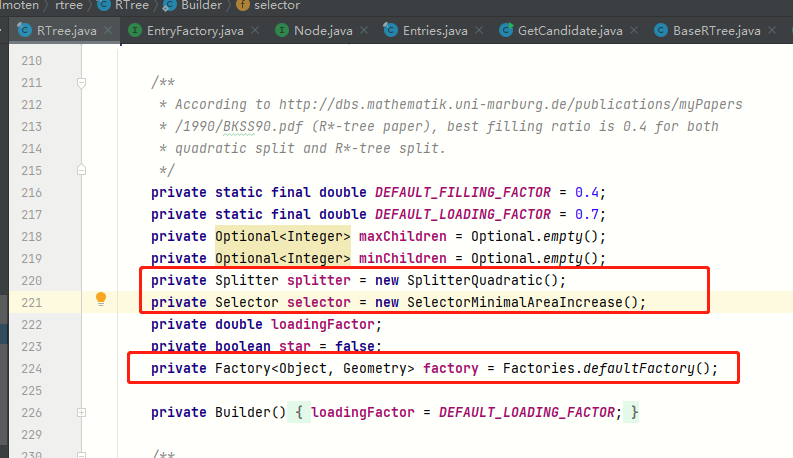 lmoten rtree RTree Builder selector
RTree.java EntryFactory.java Node.java Entries.java GetCandidate.java BaseRTree.java
210
211 /**
212 * According to http://dbs.mathematik.uni-marburg.de/publications/myPapers
213 * /1990/BKSS90.pdf (R*-tree paper), best filling ratio is 0.4 for both
214 * quadratic split and R*-tree split.
215 */
216 private static final double DEFAULT_FILLING_FACTOR = 0.4;
217 private static final double DEFAULT_LOADING_FACTOR = 0.7;
218 private Optional<Integer> maxChildren = Optional.empty();
219 private Optional<Integer> minChildren = Optional.empty();
220 private Splitter splitter = new SplitterQuadratic();
221 private Selector selector = new SelectorMinimalAreaIncrease();
222 private double loadingFactor;
223 private boolean star = false;
224 private Factory<Object, Geometry> factory = Factories.defaultFactory();
225
226 private Builder() { loadingFactor = DEFAULT_LOADING_FACTOR; }
229
230 /**